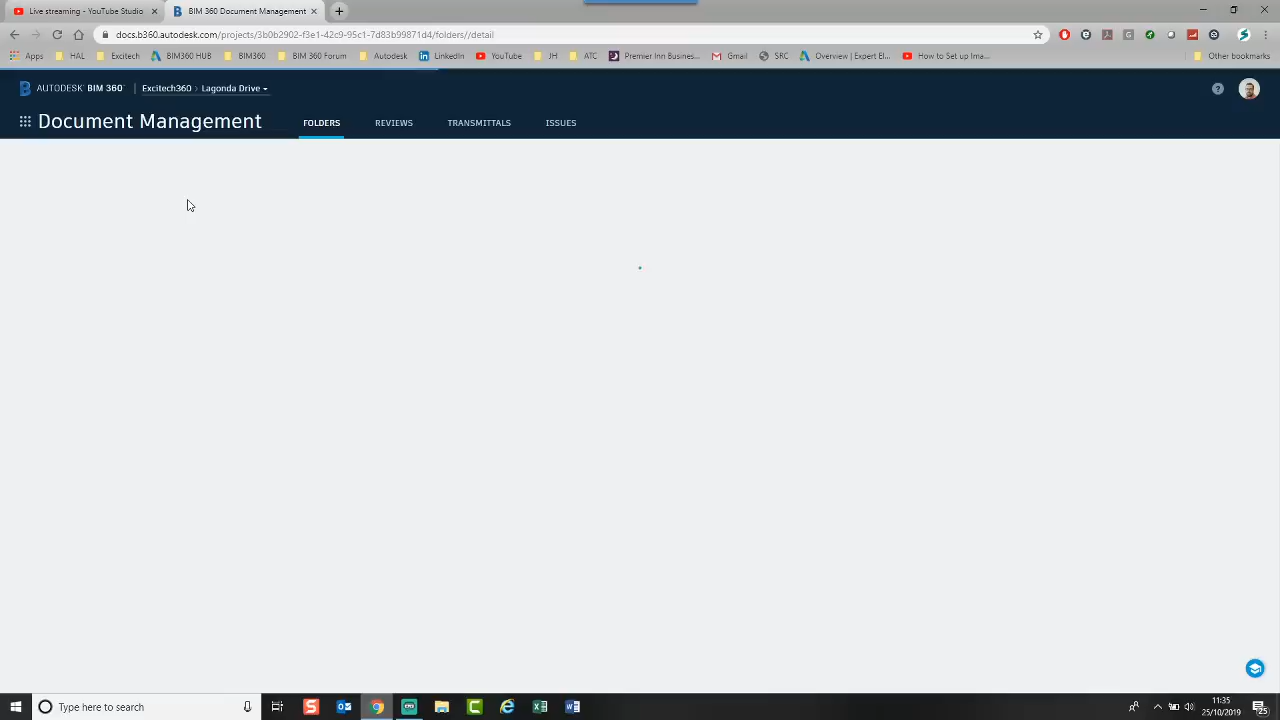 Live streaming - YouTube Studio
BIM 360 Document Management
docs.b360.autodesk.com/projects/3b0b2902-f3e1-42c9-95c1-7d83b99871d4/folders//detail
Apps HAL Excitech BIM360 HUB BIM360 BIM 360 Forum Autodesk LinkedIn YouTube JH ATC Premier Inn Busines... Gmail SRC Overview | Expert El... How to Set up Ima... Other bookmarks
AUTODESK BIM 360 Excitech360 > Lagonda Drive
Document Management FOLDERS REVIEWS TRANSMITTALS ISSUES
Type here to search
11:35
25/10/2019